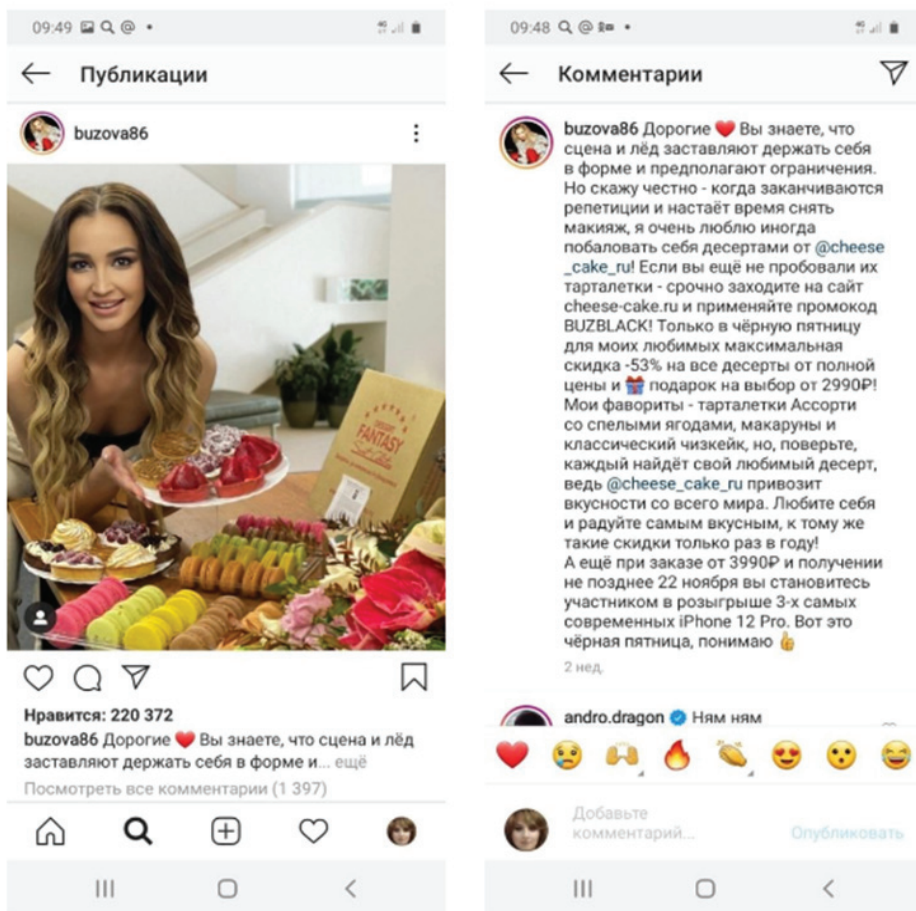 09:49
4G
Публикации
buzova86
DESSERT
FANTASY
Нравится: 220 372
buzova86 Дорогие ❤️ Вы знаете, что сцена и лёд
заставляют держать себя в форме и... ещё
Посмотреть все комментарии (1 397)
09:48
4G
Комментарии
buzova86 Дорогие ❤️ Вы знаете, что
сцена и лёд заставляют держать себя
в форме и предполагают ограничения.
Но скажу честно - когда заканчиваются
репетиции и настаёт время снять
макияж, я очень люблю иногда
побаловать себя десертами от @cheese
_cake_ru! Если вы ещё не пробовали их
тарталетки - срочно заходите на сайт
cheese-cake.ru и применяйте промокод
BUZBLACK! Только в чёрную пятницу
для моих любимых максимальная
скидка -53% на все десерты от полной
цены и 🎁 подарок на выбор от 2990₽!
Мои фавориты - тарталетки Ассорти
со спелыми ягодами, макаруны и
классический чизкейк, но, поверьте,
каждый найдёт свой любимый десерт,
ведь @cheese_cake_ru привозит
вкусности со всего мира. Любите себя
и радуйте самым вкусным, к тому же
такие скидки только раз в году!
А ещё при заказе от 3990₽ и получении
не позднее 22 ноября вы становитесь
участником в розыгрыше 3-х самых
современных iPhone 12 Pro. Вот это
чёрная пятница, понимаю 👍
2 нед.
andro.dragon Ням ням
Добавьте
комментарий...
Опубликовать